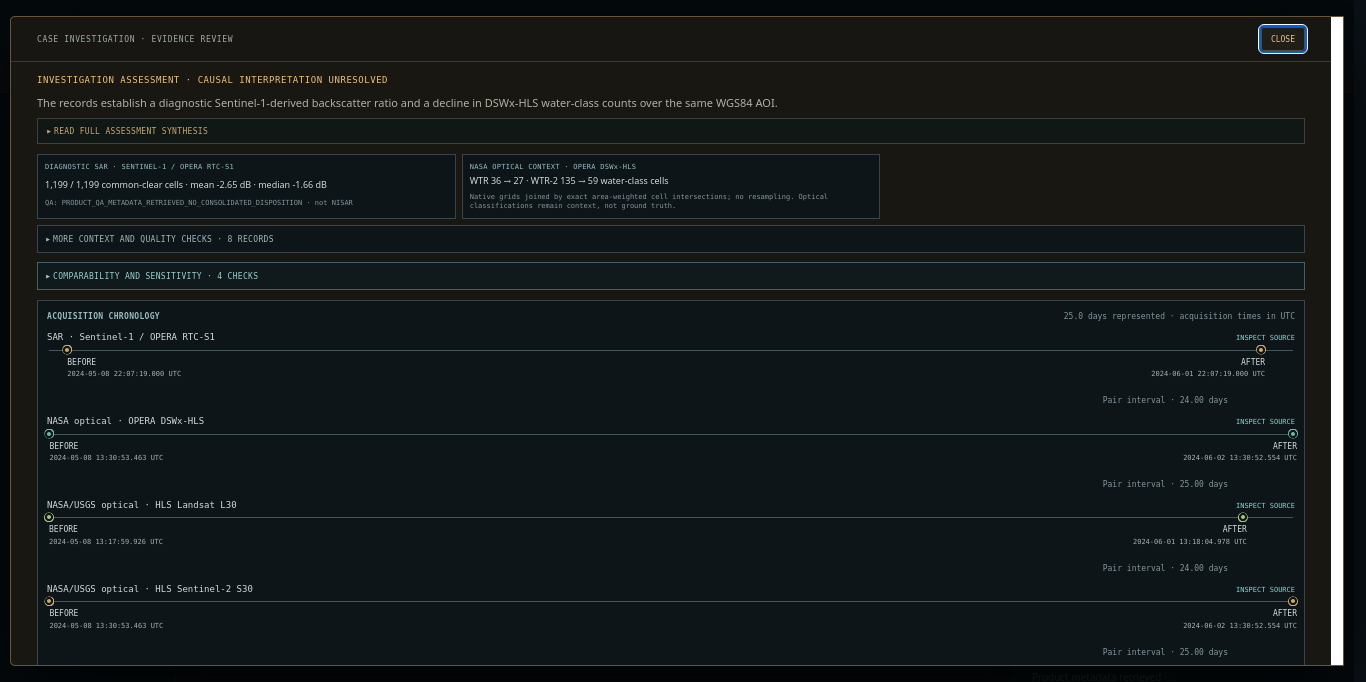 CASE INVESTIGATION · EVIDENCE REVIEW
CLOSE
INVESTIGATION ASSESSMENT · CAUSAL INTERPRETATION UNRESOLVED
The records establish a diagnostic Sentinel-1-derived backscatter ratio and a decline in DSWx-HLS water-class counts over the same WGS84 AOI.
▸ READ FULL ASSESSMENT SYNTHESIS
DIAGNOSTIC SAR · SENTINEL-1 / OPERA RTC-S1
1,199 / 1,199 common-clear cells · mean -2.65 dB · median -1.66 dB
QA: PRODUCT_QA_METADATA_RETRIEVED_NO_CONSOLIDATED_DISPOSITION · not NISAR
NASA OPTICAL CONTEXT · OPERA DSWx-HLS
WTR 36 → 27 · WTR-2 135 → 59 water-class cells
Native grids joined by exact area-weighted cell intersections; no resampling. Optical
classifications remain context, not ground truth.
▸ MORE CONTEXT AND QUALITY CHECKS · 8 RECORDS
▸ COMPARABILITY AND SENSITIVITY · 4 CHECKS
ACQUISITION CHRONOLOGY
25.0 days represented · acquisition times in UTC
SAR · Sentinel-1 / OPERA RTC-S1
INSPECT SOURCE
BEFORE
2024-05-08 22:07:19.000 UTC
AFTER
2024-06-01 22:07:19.000 UTC
Pair interval · 24.00 days
NASA optical · OPERA DSWx-HLS
INSPECT SOURCE
BEFORE
2024-05-08 13:30:53.463 UTC
AFTER
2024-06-02 13:30:52.554 UTC
Pair interval · 25.00 days
NASA/USGS optical · HLS Landsat L30
INSPECT SOURCE
BEFORE
2024-05-08 13:17:59.926 UTC
AFTER
2024-06-01 13:18:04.978 UTC
Pair interval · 24.00 days
NASA/USGS optical · HLS Sentinel-2 S30
INSPECT SOURCE
BEFORE
2024-05-08 13:30:53.463 UTC
AFTER
2024-06-02 13:30:52.554 UTC
Pair interval · 25.00 days
Product metadata retrieved